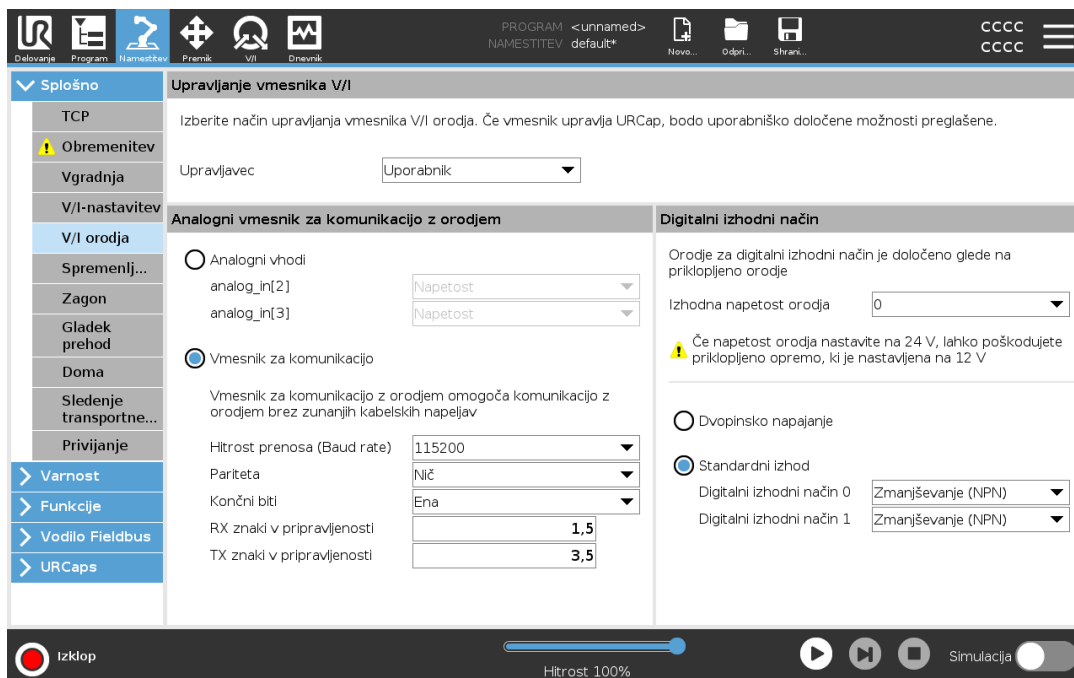 PROGRAM <unnamed>
NAMESTITEV default*
Delovanje
Program
Namestitev
Premik
V/I
Dnevnik
Novo...
Odpri...
Shrani...
CCCC
CCCC
Splošno
TCP
Obremenitev
Vgradnja
V/I-nastavitev
V/I orodja
Spremenlj...
Zagon
Gladek
prehod
Doma
Sledenje
transportne...
Privijanje
Varnost
Funkcije
Vodilo Fieldbus
URCaps
Upravljanje vmesnika V/I
Izberite način upravljanja vmesnika V/I orodja. Če vmesnik upravlja URCap, bodo uporabniško določene možnosti preglašene.
Upravljavec Uporabnik
Analogni vmesnik za komunikacijo z orodjem
Analogni vhodi
analog_in[2] Napetost
analog_in[3] Napetost
Vmesnik za komunikacijo
Vmesnik za komunikacijo z orodjem omogoča komunikacijo z
orodjem brez zunanjih kabelskih napeljav
Hitrost prenosa (Baud rate) 115200
Pariteta Nič
Končni biti Ena
RX znaki v pripravljenosti 1,5
TX znaki v pripravljenosti 3,5
Digitalni izhodni način
Orodje za digitalni izhodni način je določeno glede na
priklopljeno orodje
Izhodna napetost orodja 0
Če napetost orodja nastavite na 24 V, lahko poškodujete
priklopljeno opremo, ki je nastavljena na 12 V
Dvopinsko napajanje
Standardni izhod
Digitalni izhodni način 0 Zmanjševanje (NPN)
Digitalni izhodni način 1 Zmanjševanje (NPN)
Izklop
Hitrost 100%
Simulacija